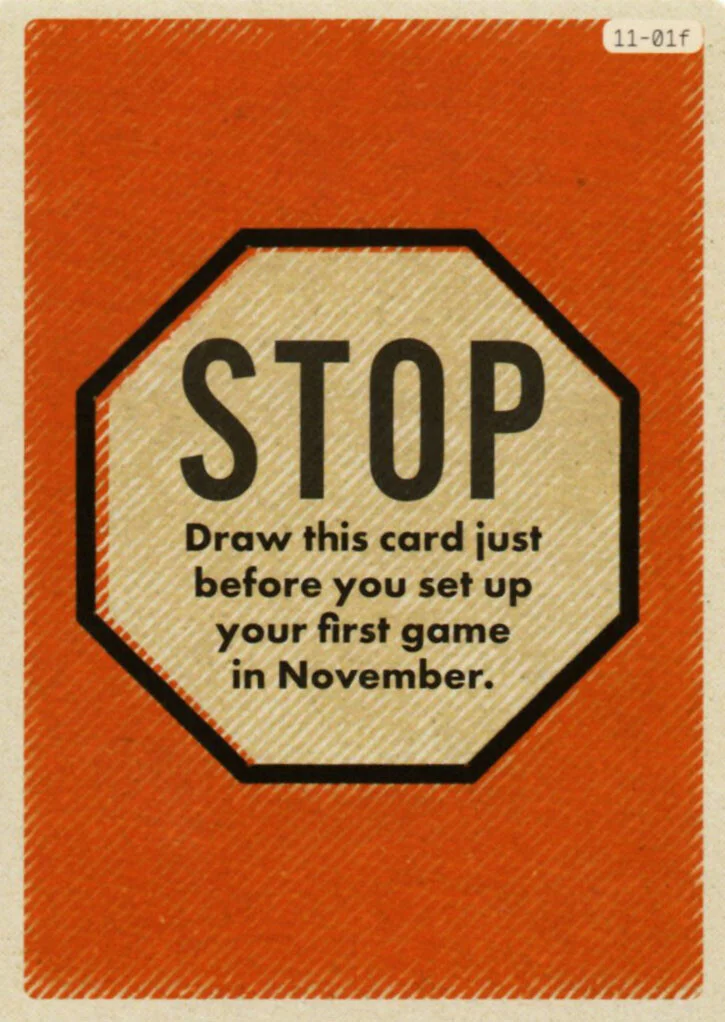 11-01f
STOP
Draw this card just
before you set up
your first game
in November.